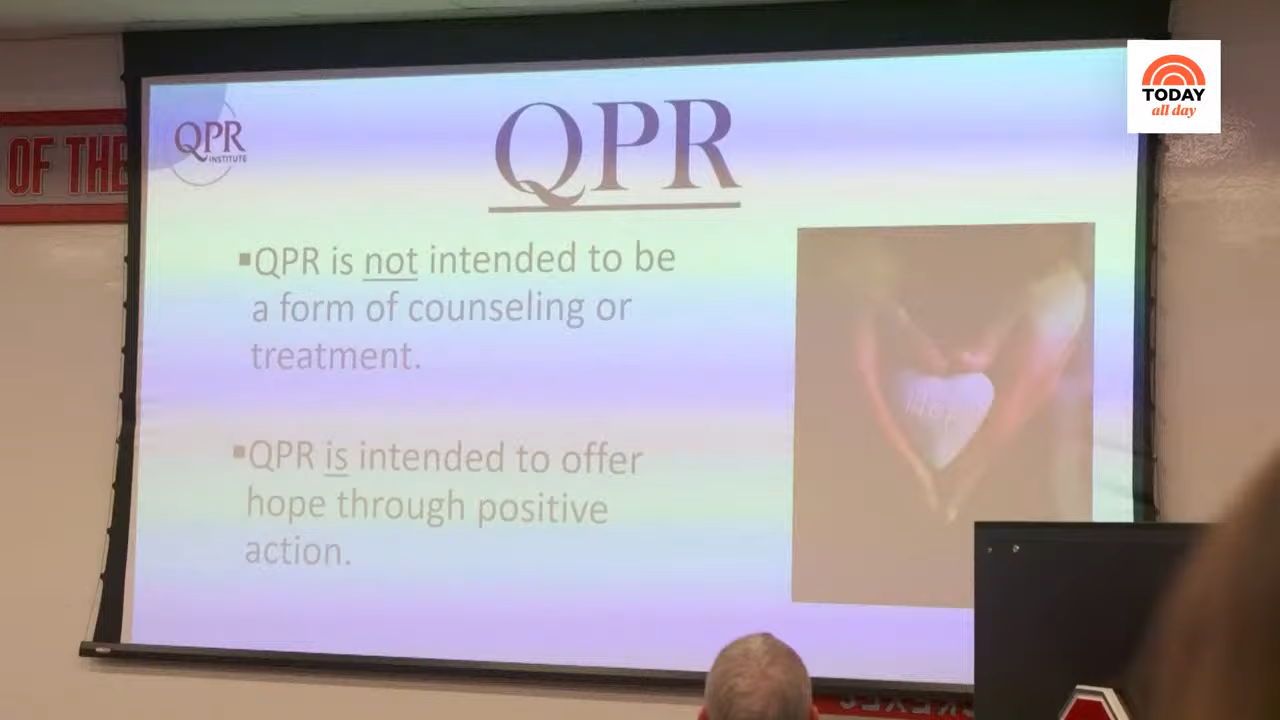 TODAY
all day
QPR
INSTITUTE
QPR
OF THE
▪QPR is not intended to be
a form of counseling or
treatment.
▪QPR is intended to offer
hope through positive
action.